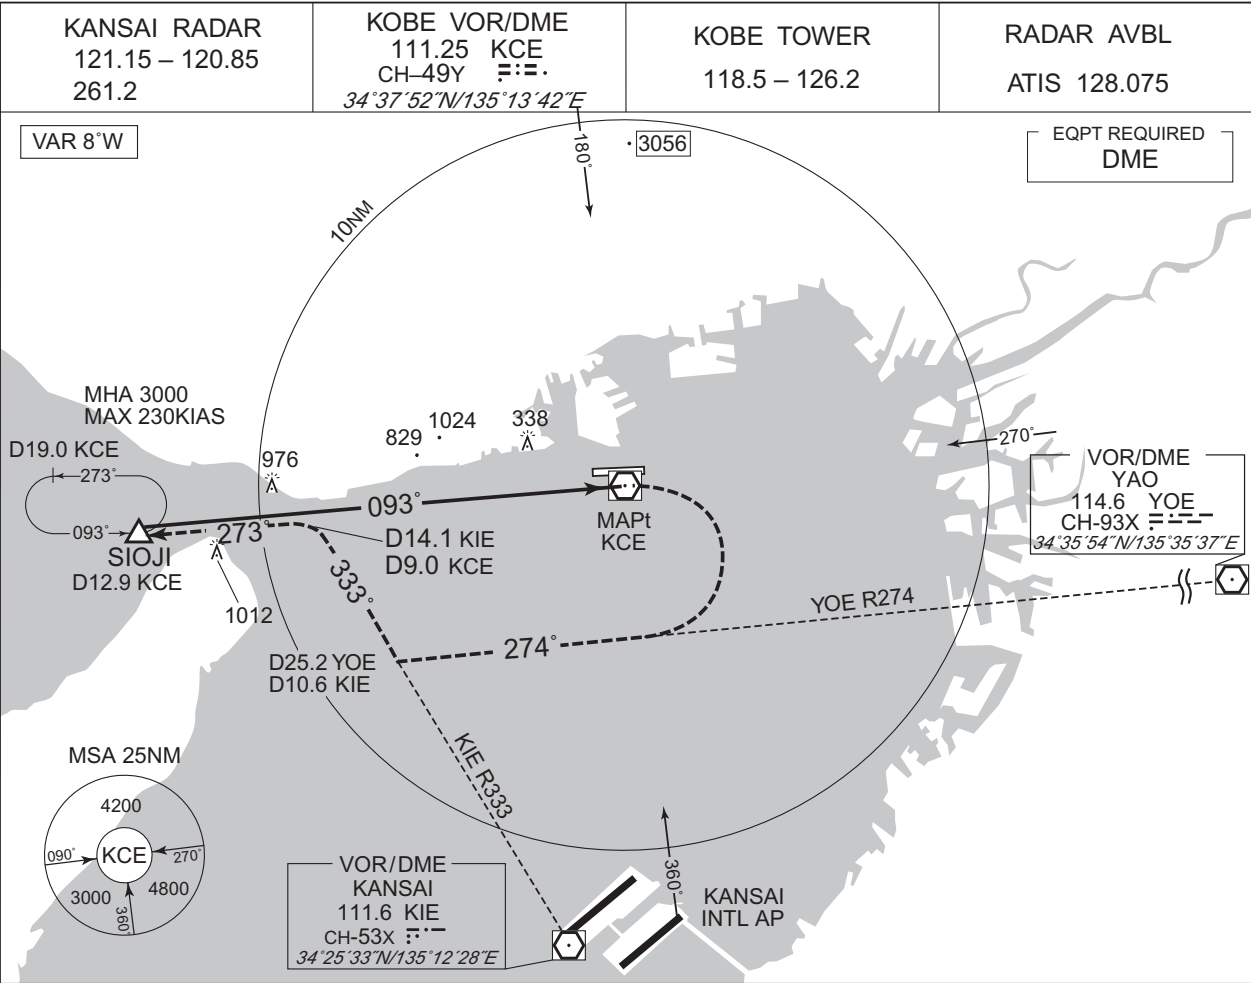 KANSAI RADAR
121.15 – 120.85
261.2
KOBE VOR/DME
111.25 KCE
CH–49Y
34°37´52˝N/135°13´42˝E
KOBE TOWER
118.5 – 126.2
RADAR AVBL
ATIS 128.075
VAR 8°W
180°
3056
EQPT REQUIRED
DME
10NM
MHA 3000
MAX 230KIAS
D19.0 KCE
273°
093°
SIOJI
D12.9 KCE
976
829
1024
338
093°
273°
1012
D14.1 KIE
D9.0 KCE
333°
MAPt
KCE
270°
VOR/DME
YAO
114.6 YOE
CH-93X
34°35´54˝N/135°35´37˝E
YOE R274
274°
D25.2 YOE
D10.6 KIE
KIE R333
MSA 25NM
4200
090°
KCE
270°
3000
4800
360°
VOR/DME
KANSAI
111.6 KIE
CH-53X
34°25´33˝N/135°12´28˝E
360°
KANSAI
INTL AP